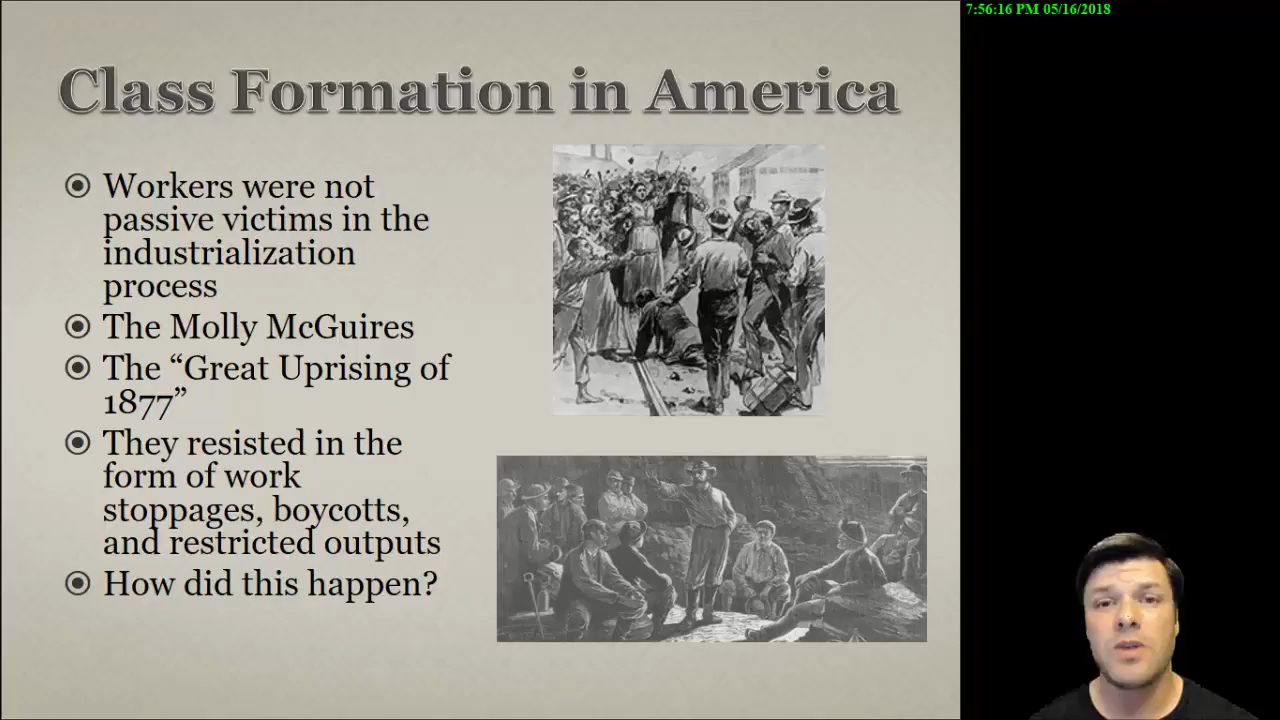 7:56:16 PM 05/16/2018
Class Formation in America
Workers were not
passive victims in the
industrialization
process
The Molly McGuires
The “Great Uprising of
1877”
They resisted in the
form of work
stoppages, boycotts,
and restricted outputs
How did this happen?